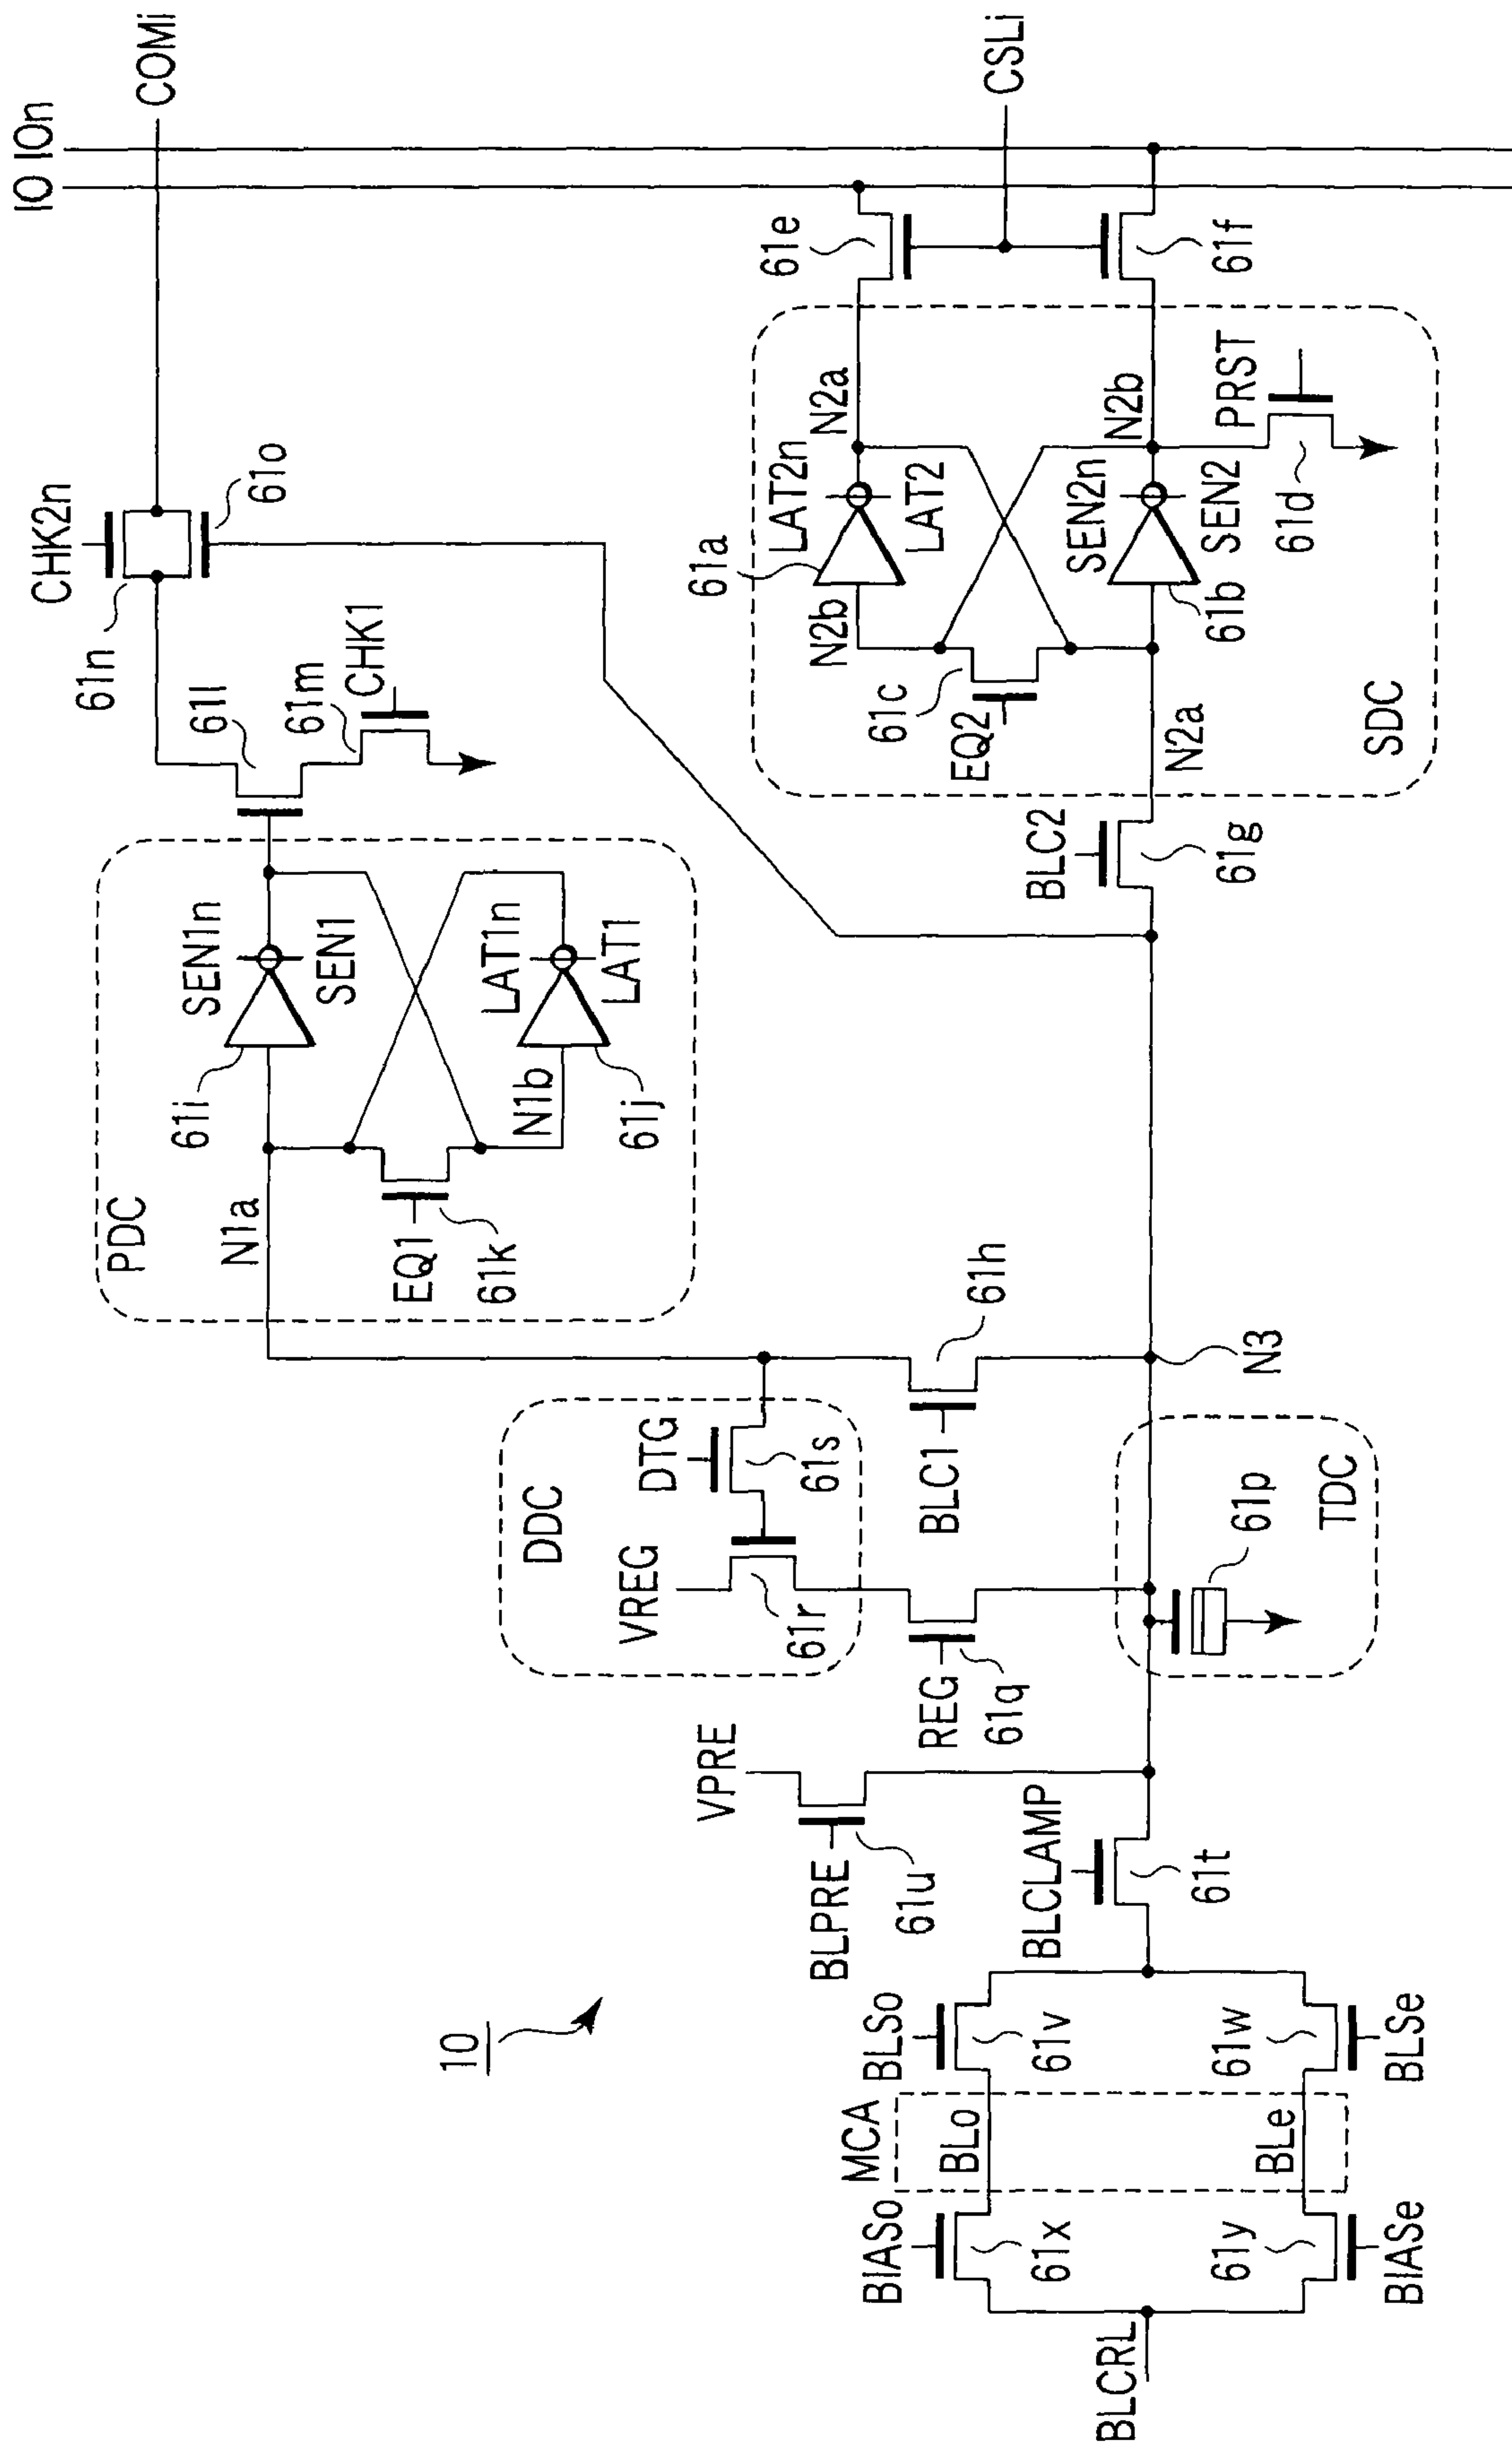 IO IOn
COMi
CSLi
CHK2n
61o
61n
61l
61m
CHK1
61e
61f
N2a
N2b
PRST
61a
LAT2n
LAT2
SEN2n
SEN2
61d
N2b
61b
61c
EQ2
N2a
SDC
BLC2
61g
SEN1n
SEN1
LAT1n
LAT1
61i
N1b
61j
PDC
N1a
EQ1
61k
61h
N3
DDC
DTG
61s
BLC1
VREG
61r
TDC
61p
REG
61q
VPRE
BLPRE
61u
BLCLAMP
61t
10
BLSo
61v
61w
BLSe
MCA
BLo
BLe
BIASo
61x
61y
BIASe
BLCRL